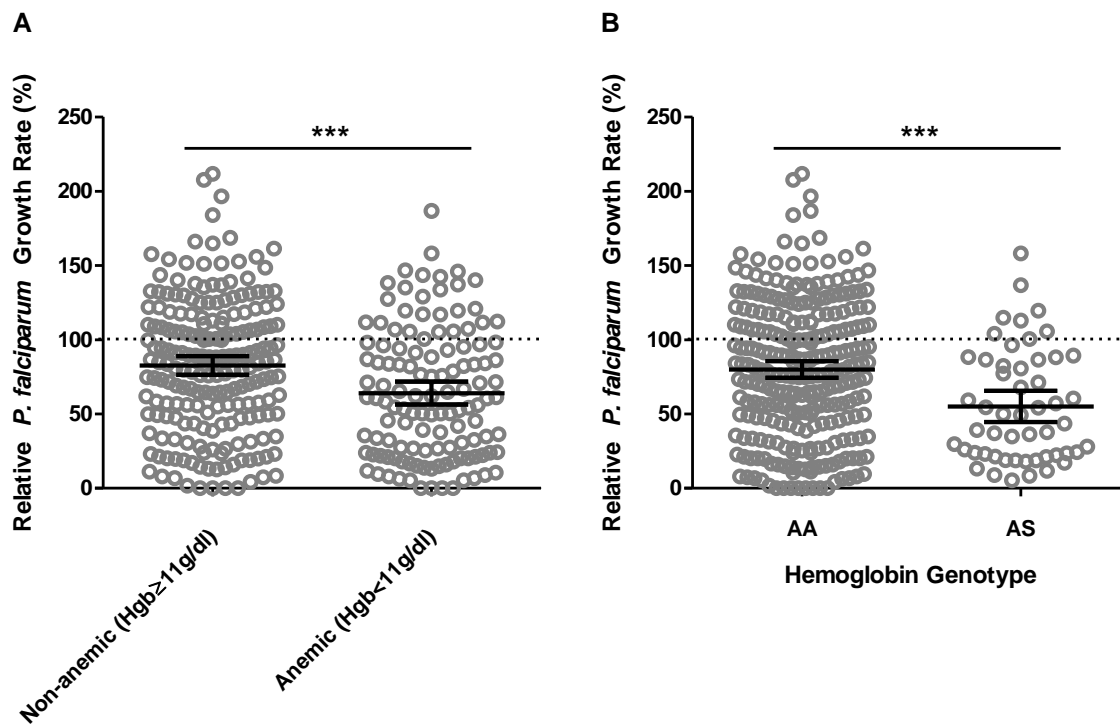 A
Relative P. falciparum Growth Rate (%)
250
200
150
100
50
0
***
Non-anemic (Hgb≥11g/dl)
Anemic (Hgb<11g/dl)
B
Relative P. falciparum Growth Rate (%)
250
200
150
100
50
0
***
AA
AS
Hemoglobin Genotype